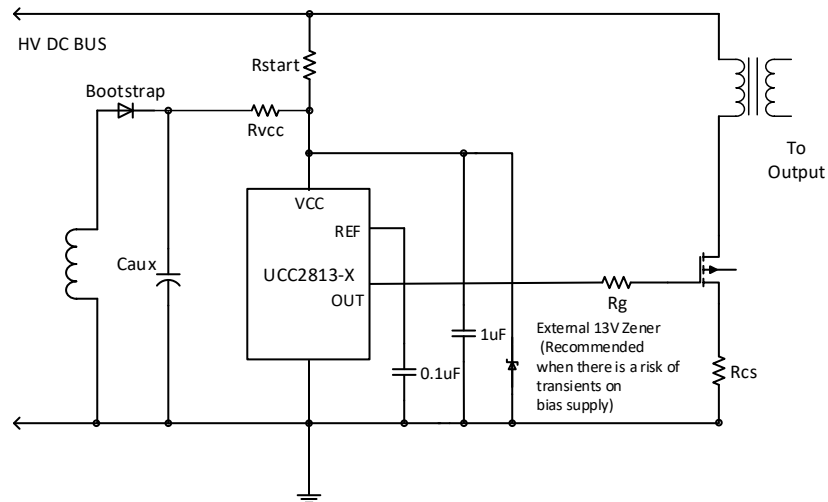 HV DC BUS
Rstart
Bootstrap
Rvcc
To
Output
VCC
REF
Caux
UCC2813-X
OUT
Rg
1uF
External 13V Zener
(Recommended
when there is a risk of
transients on
bias supply)
0.1uF
Rcs